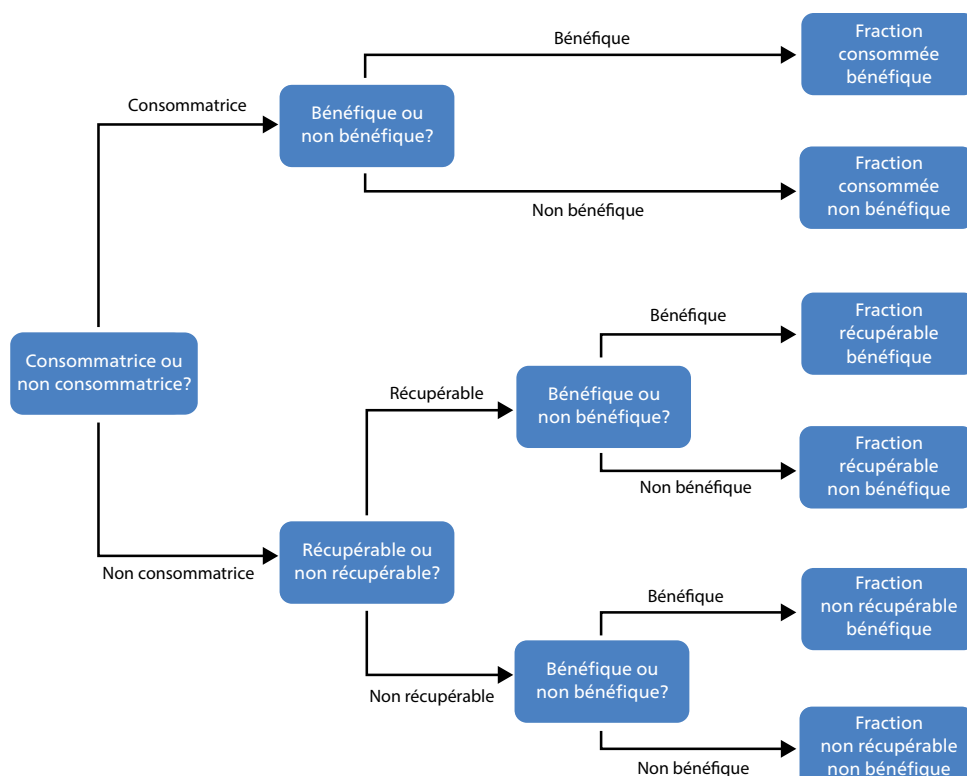 Bénéfique
Fraction
consommée
bénéfique
Consommatrice
Bénéfique ou
non bénéfique?
Non bénéfique
Fraction
consommée
non bénéfique
Consommatrice ou
non consommatrice?
Bénéfique
Fraction
récupérable
bénéfique
Récupérable
Bénéfique ou
non bénéfique?
Non bénéfique
Fraction
récupérable
non bénéfique
Non consommatrice
Récupérable ou
non récupérable?
Bénéfique
Fraction
non récupérable
bénéfique
Non récupérable
Bénéfique ou
non bénéfique?
Non bénéfique
Fraction
non récupérable
non bénéfique